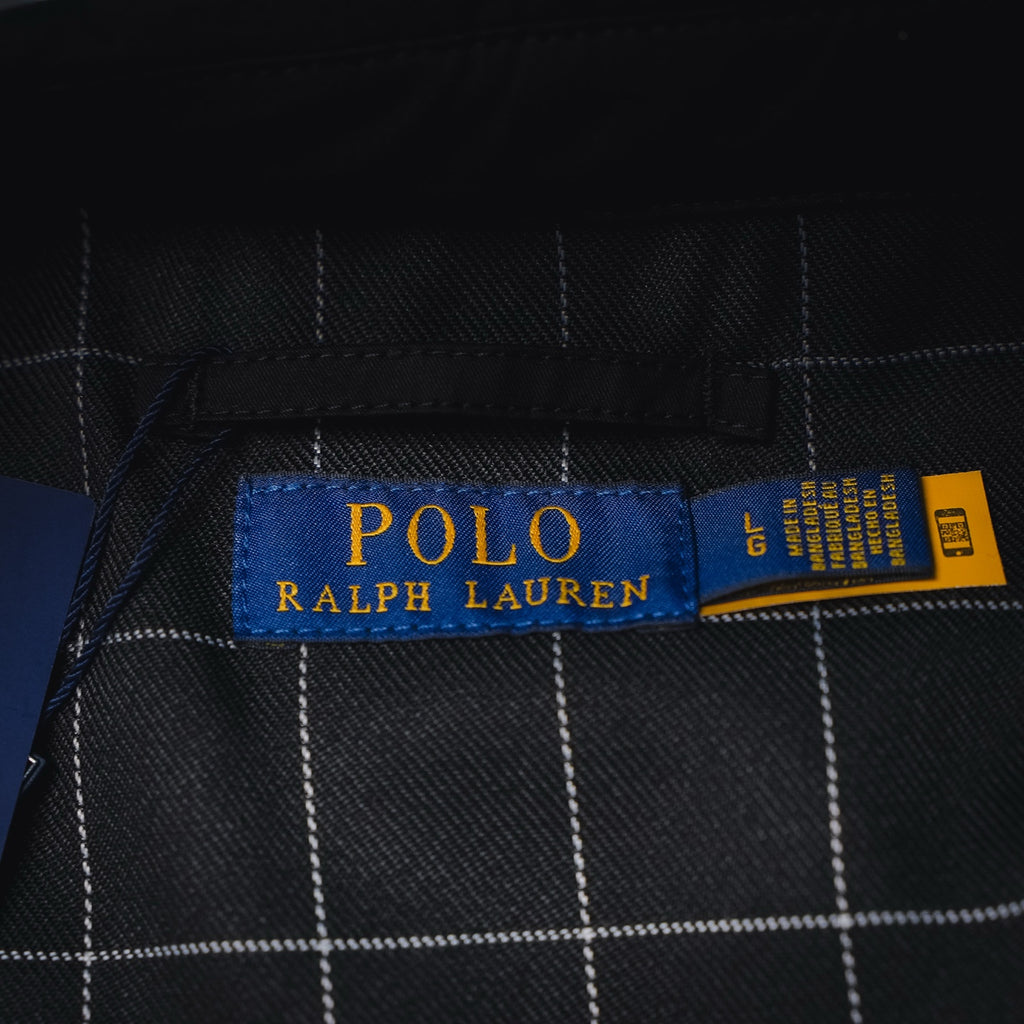 POLO
RALPH LAUREN
LG
MADE IN
BANGLADESH
FABRIQUÉ AU
BANGLADESH
HECHO EN
BANGLADESH